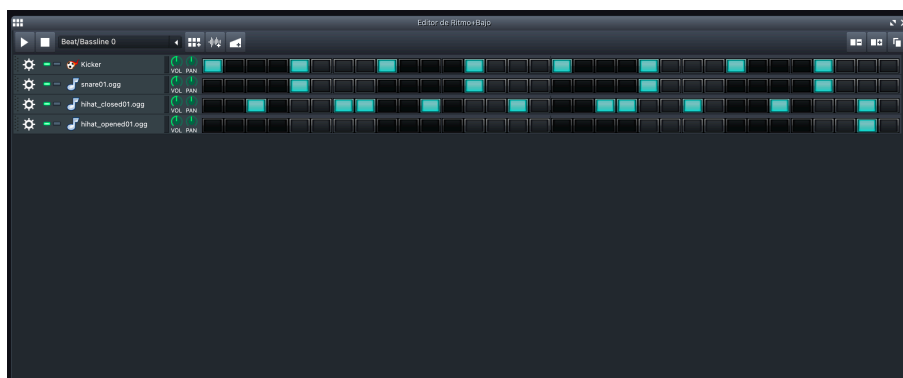 Editor de Ritmo+Bajo
Beat/Bassline 0
Kicker VOL PAN
snare01.ogg VOL PAN
hihat_closed01.ogg VOL PAN
hihat_opened01.ogg VOL PAN